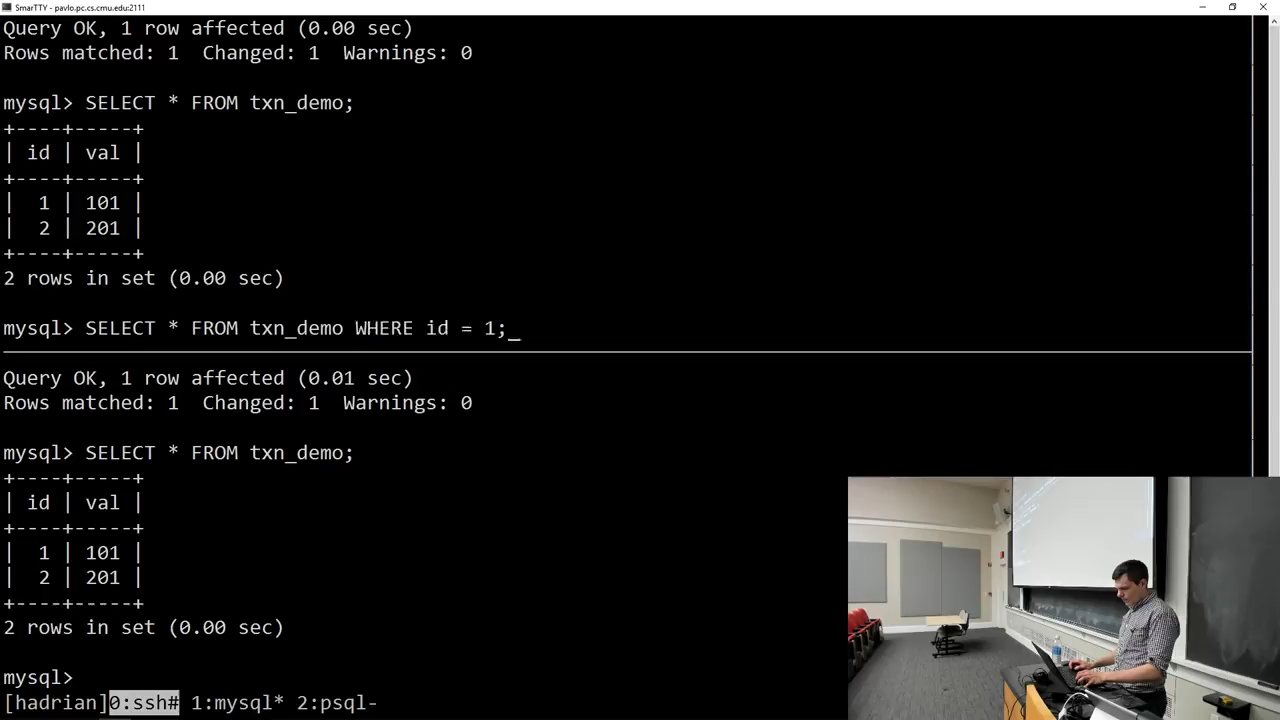 SmarTTY - pavlo.pc.cs.cmu.edu:2111
Query OK, 1 row affected (0.00 sec)
Rows matched: 1  Changed: 1  Warnings: 0
mysql> SELECT * FROM txn_demo;
+----+-----+
| id | val |
+----+-----+
|  1 | 101 |
|  2 | 201 |
+----+-----+
2 rows in set (0.00 sec)
mysql> SELECT * FROM txn_demo WHERE id = 1;_
Query OK, 1 row affected (0.01 sec)
Rows matched: 1  Changed: 1  Warnings: 0
mysql> SELECT * FROM txn_demo;
+----+-----+
| id | val |
+----+-----+
|  1 | 101 |
|  2 | 201 |
+----+-----+
2 rows in set (0.00 sec)
mysql>
[hadrian]0:ssh# 1:mysql* 2:psql-